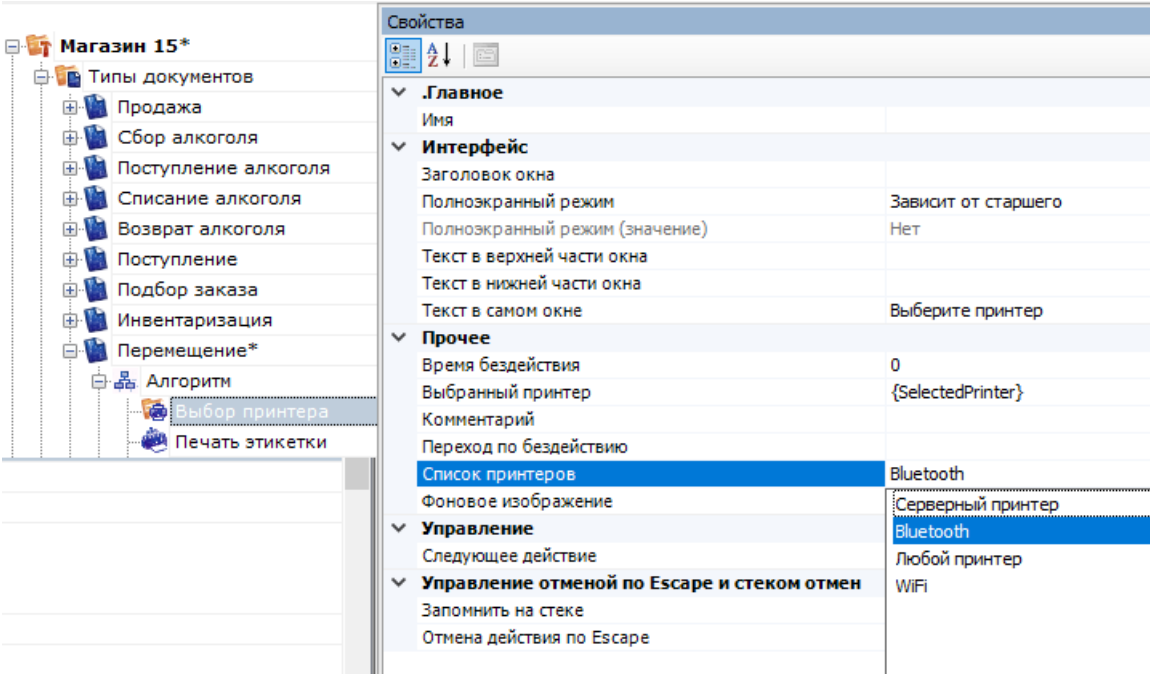 Магазин 15*
Типы документов
Продажа
Сбор алкоголя
Поступление алкоголя
Списание алкоголя
Возврат алкоголя
Поступление
Подбор заказа
Инвентаризация
Перемещение*
Алгоритм
Выбор принтера
Печать этикетки
Свойства
.Главное
Имя
Интерфейс
Заголовок окна
Полноэкранный режим Зависит от старшего
Полноэкранный режим (значение) Нет
Текст в верхней части окна
Текст в нижней части окна
Текст в самом окне Выберите принтер
Прочее
Время бездействия 0
Выбранный принтер {SelectedPrinter}
Комментарий
Переход по бездействию
Список принтеров Bluetooth
Фоновое изображение
Серверный принтер
Bluetooth
Любой принтер
WiFi
Управление
Следующее действие
Управление отменой по Escape и стеком отмен
Запомнить на стеке
Отмена действия по Escape